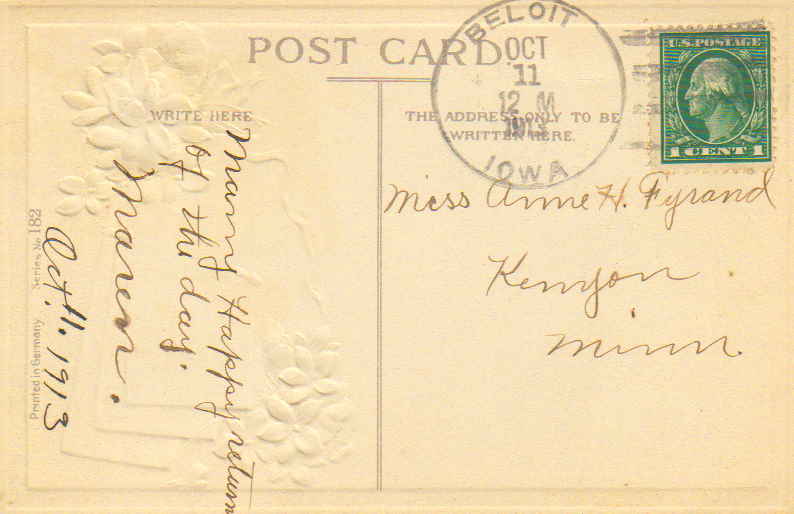 POST CARD
WRITE HERE
THE ADDRESS ONLY TO BE
WRITTEN HERE.
BELOIT
OCT
11
12 M
1913
IOWA
U.S. POSTAGE
1 CENT 1
Many Happy returns
of the day.
Maren.
Oct. 11. 1913
Miss Anne H. Fyrand
Kenyon
Minn.
Printed in Germany Series No 182